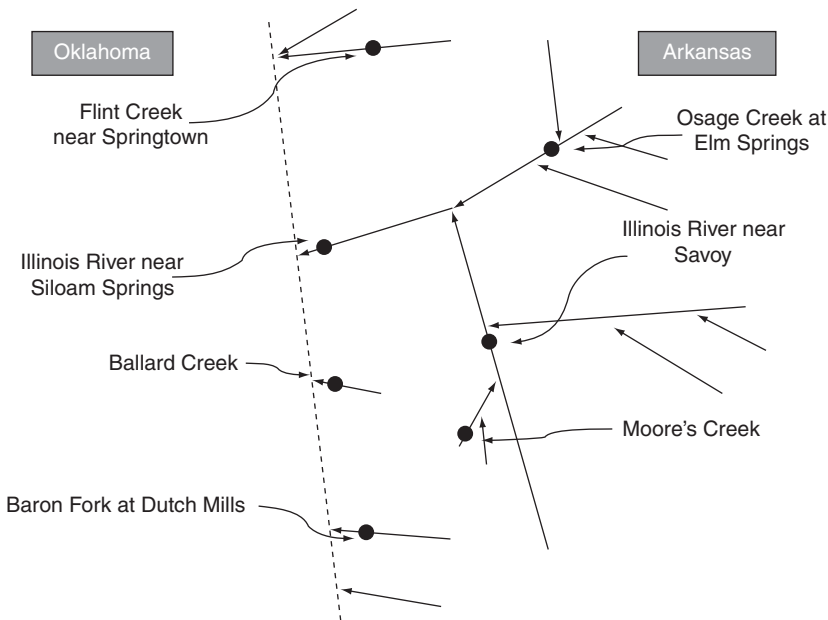 Oklahoma
Arkansas
Flint Creek
near Springtown
Osage Creek at
Elm Springs
Illinois River near
Savoy
Illinois River near
Siloam Springs
Ballard Creek
Moore's Creek
Baron Fork at Dutch Mills